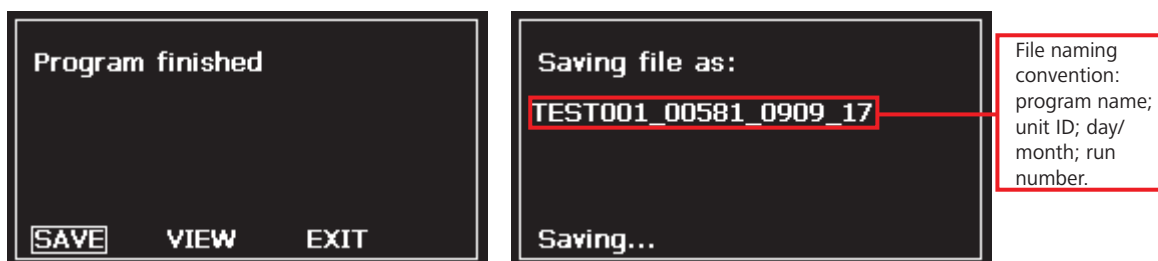 Program finished
SAVE VIEW EXIT
Saving file as:
TEST001_00581_0909_17
Saving...
File naming
convention:
program name;
unit ID; day/
month; run
number.